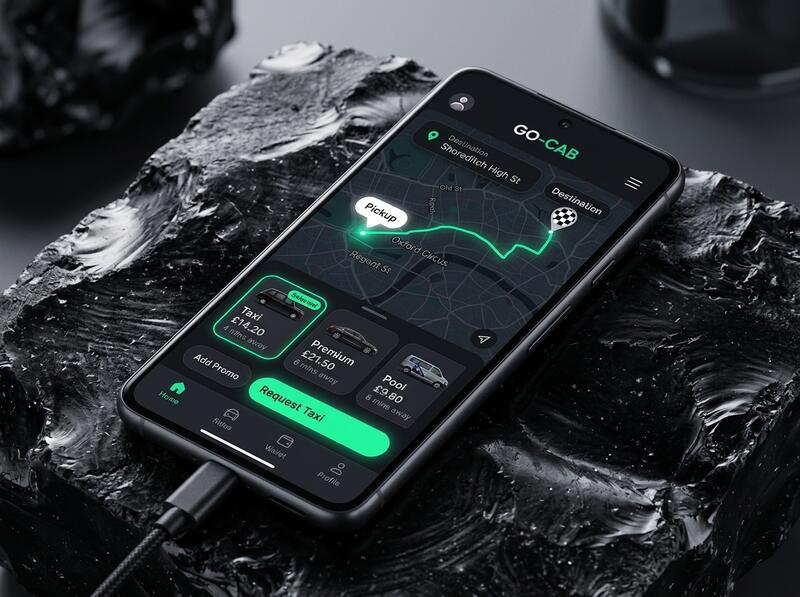 GO-CAB
Destination
Shoreditch High St
Destination
Old St
Road
Pickup
Oxford Circus
Regent St
Selected
Taxi
£14.20
4 mins away
Premium
£21.50
6 mins away
Pool
£9.80
8 mins away
Add Promo
Request Taxi
Home
Rides
Wallet
Profile